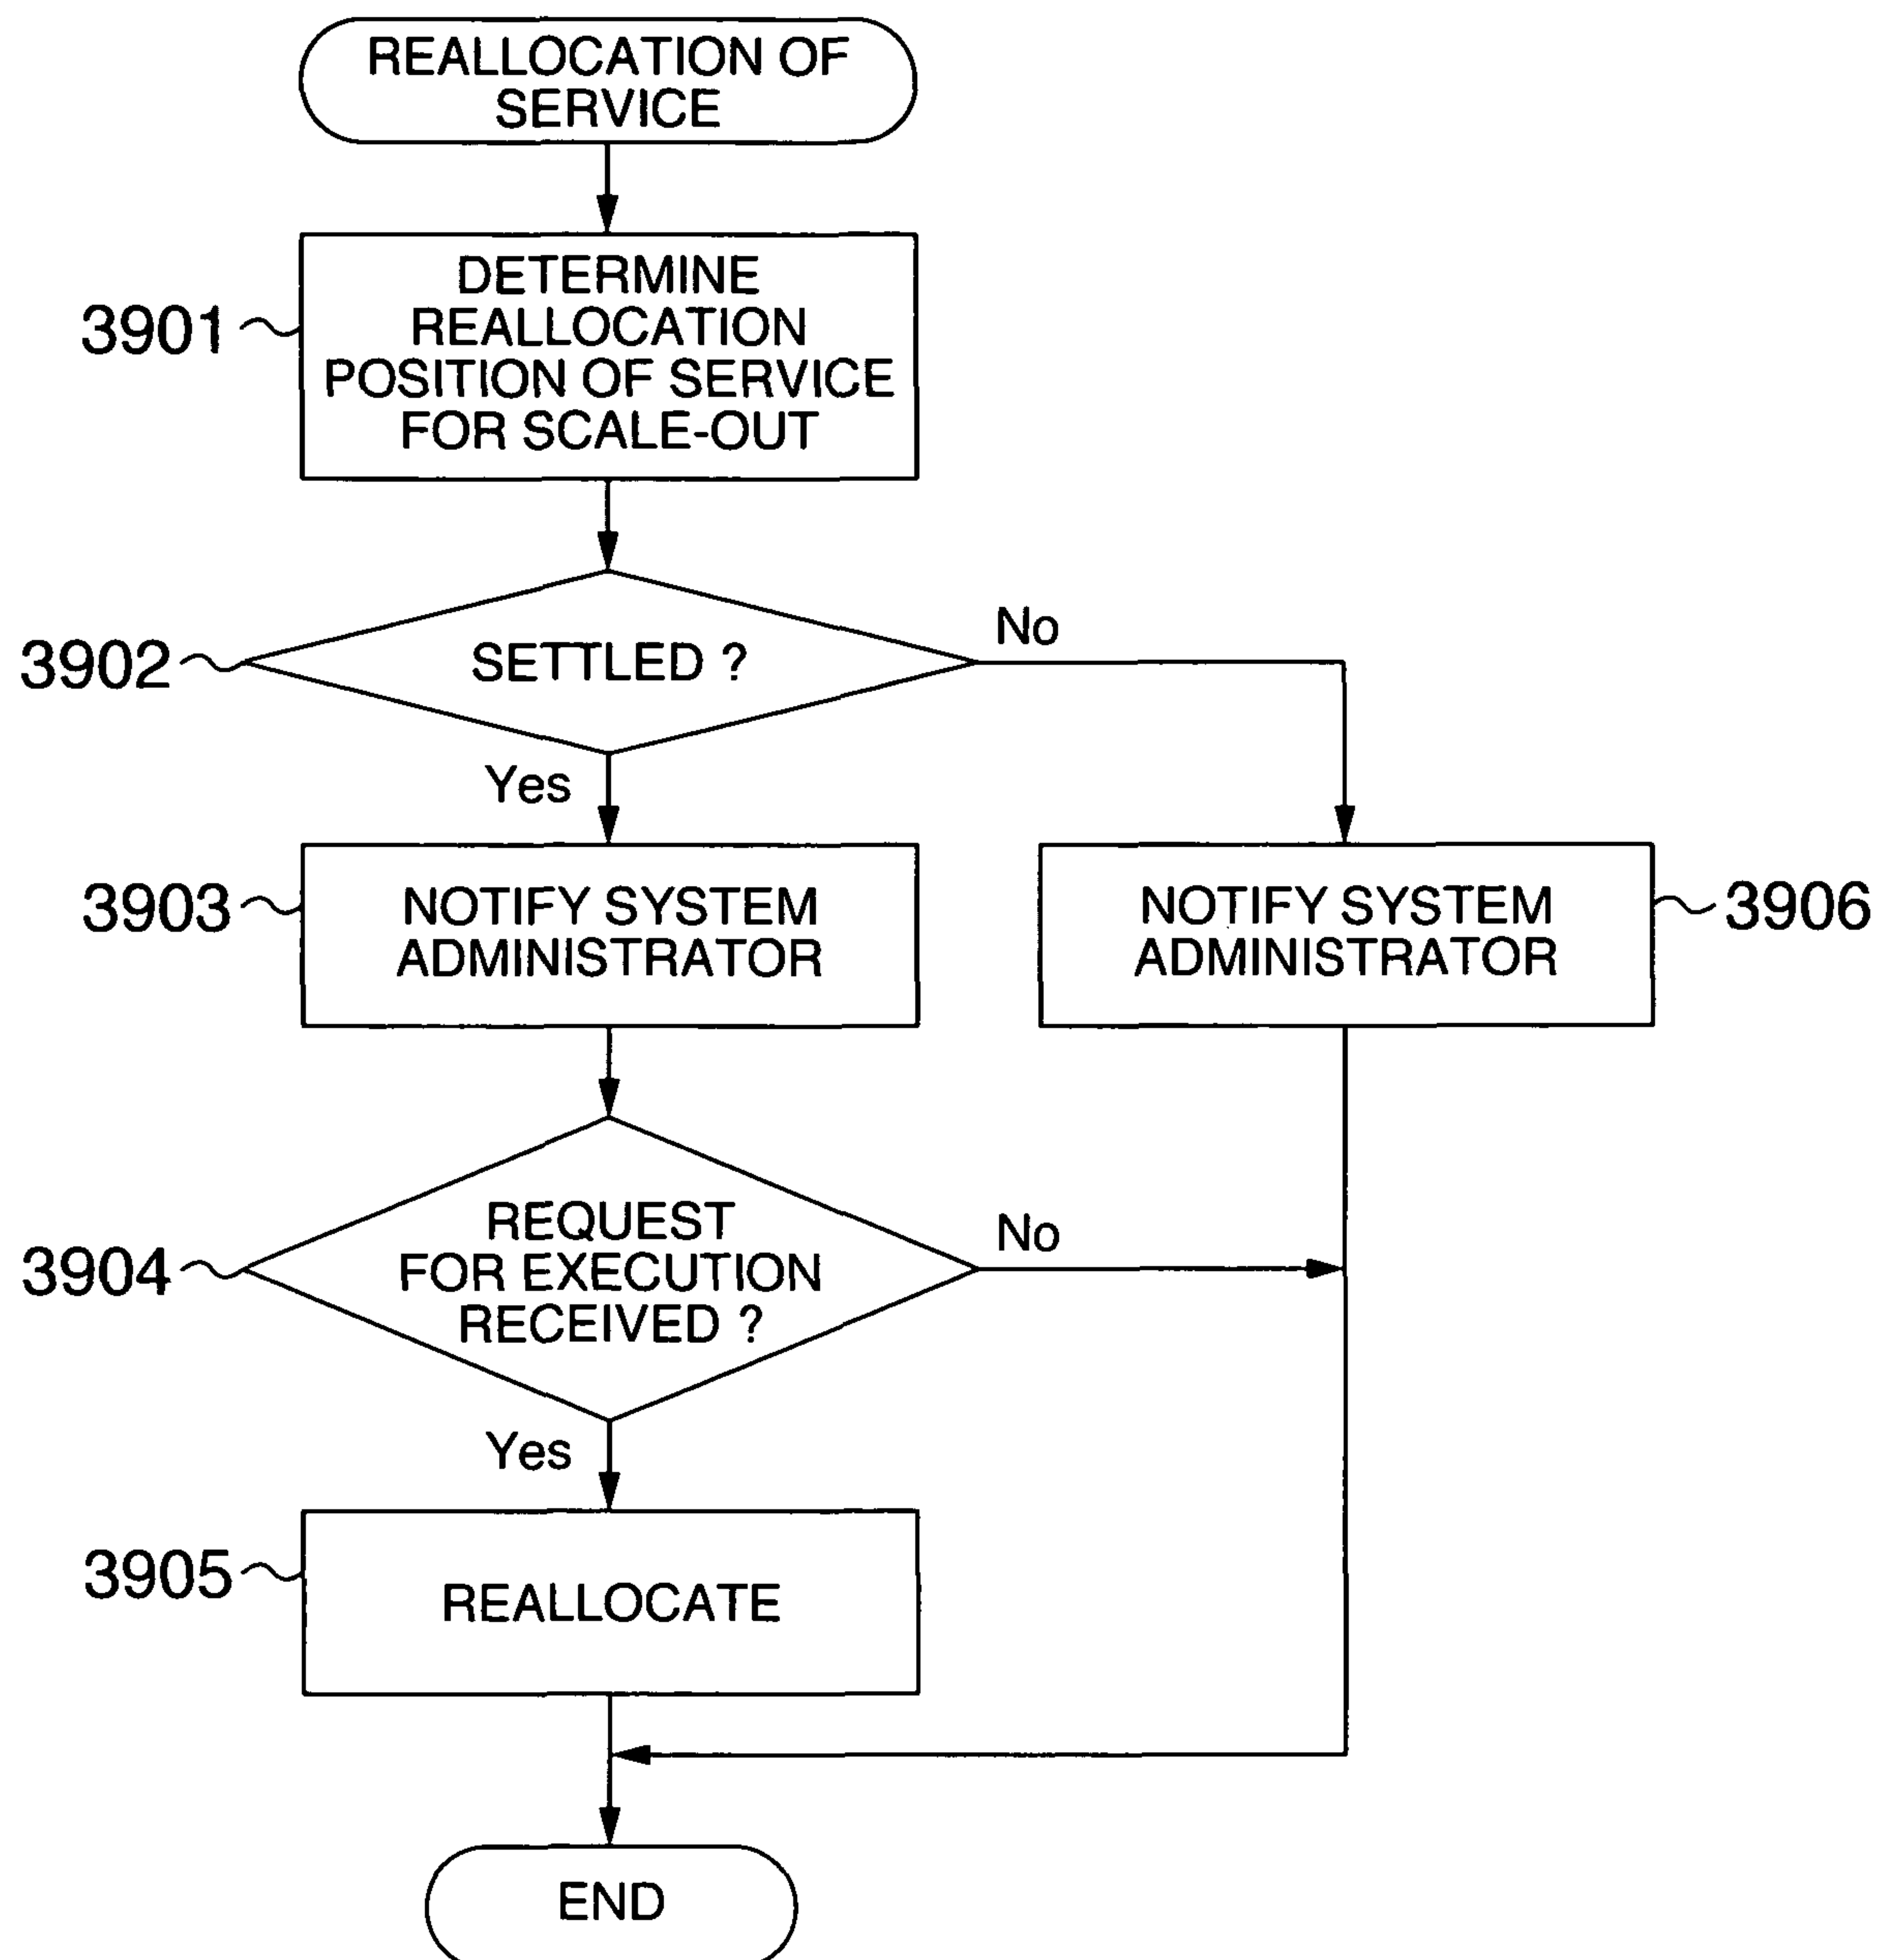 REALLOCATION OF
SERVICE
3901
DETERMINE
REALLOCATION
POSITION OF SERVICE
FOR SCALE-OUT
3902
SETTLED ?
No
Yes
3903
NOTIFY SYSTEM
ADMINISTRATOR
NOTIFY SYSTEM
ADMINISTRATOR
3906
3904
REQUEST
FOR EXECUTION
RECEIVED ?
No
Yes
3905
REALLOCATE
END